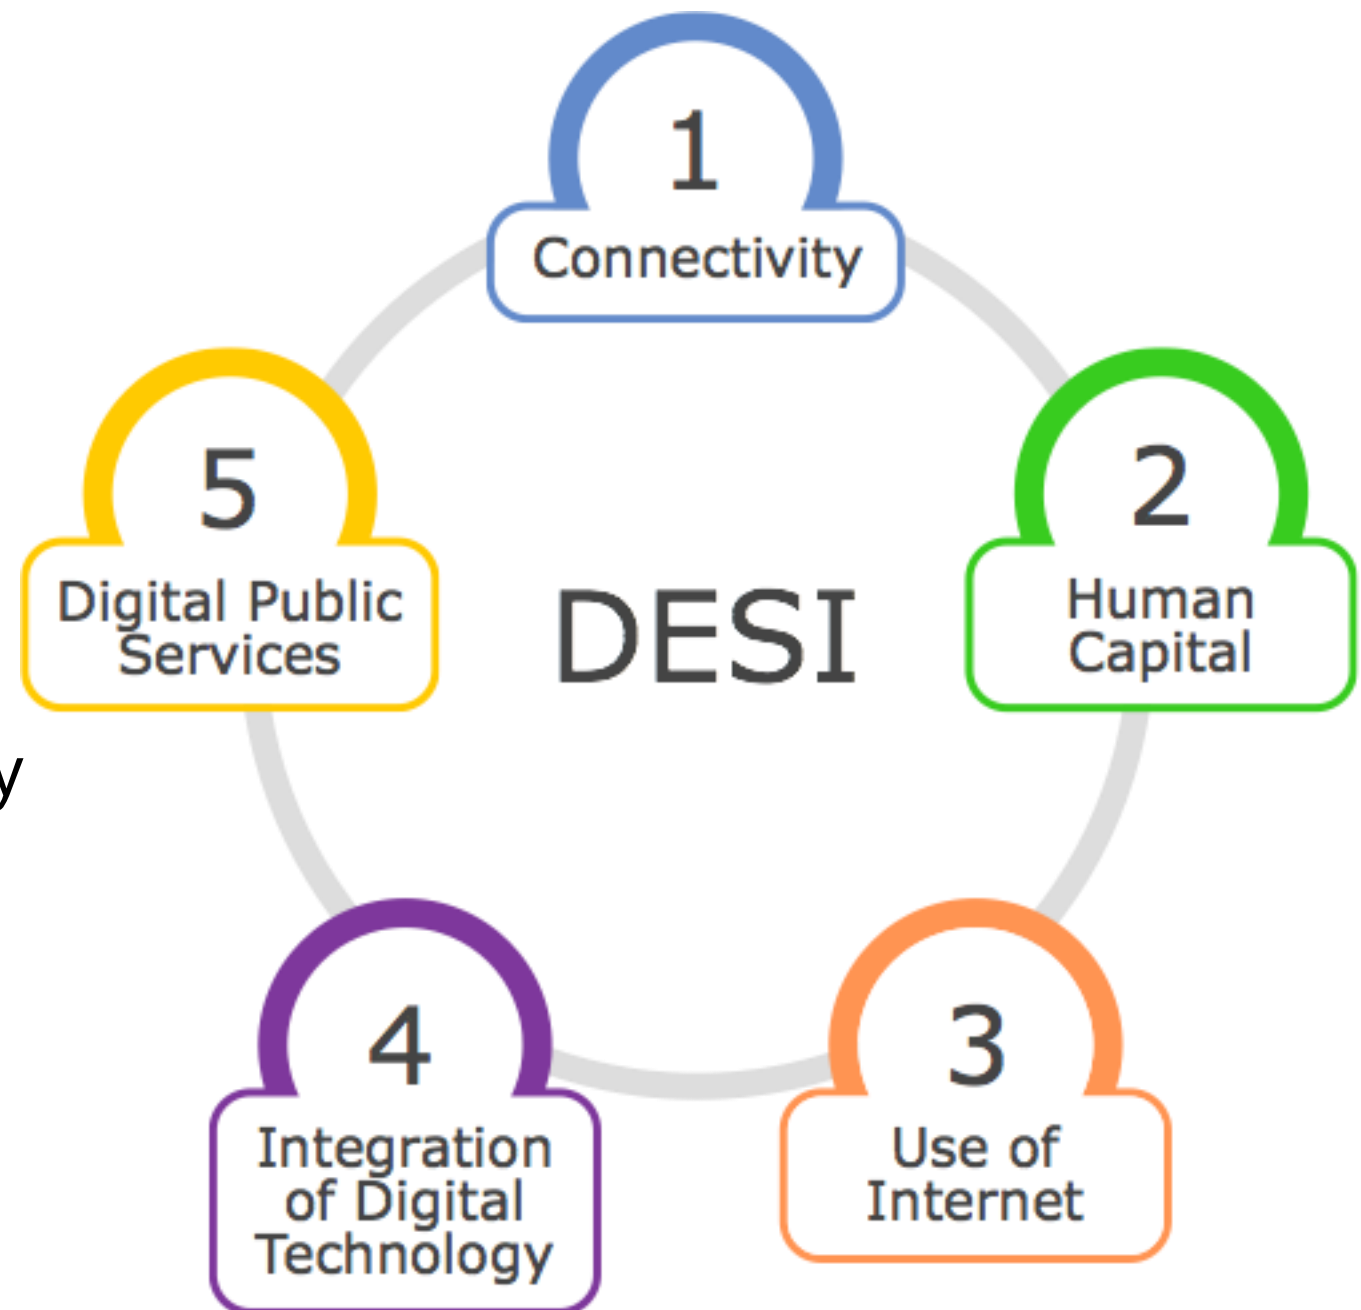 1
Connectivity
2
Human
Capital
3
Use of
Internet
4
Integration
of Digital
Technology
5
Digital Public
Services
DESI
y